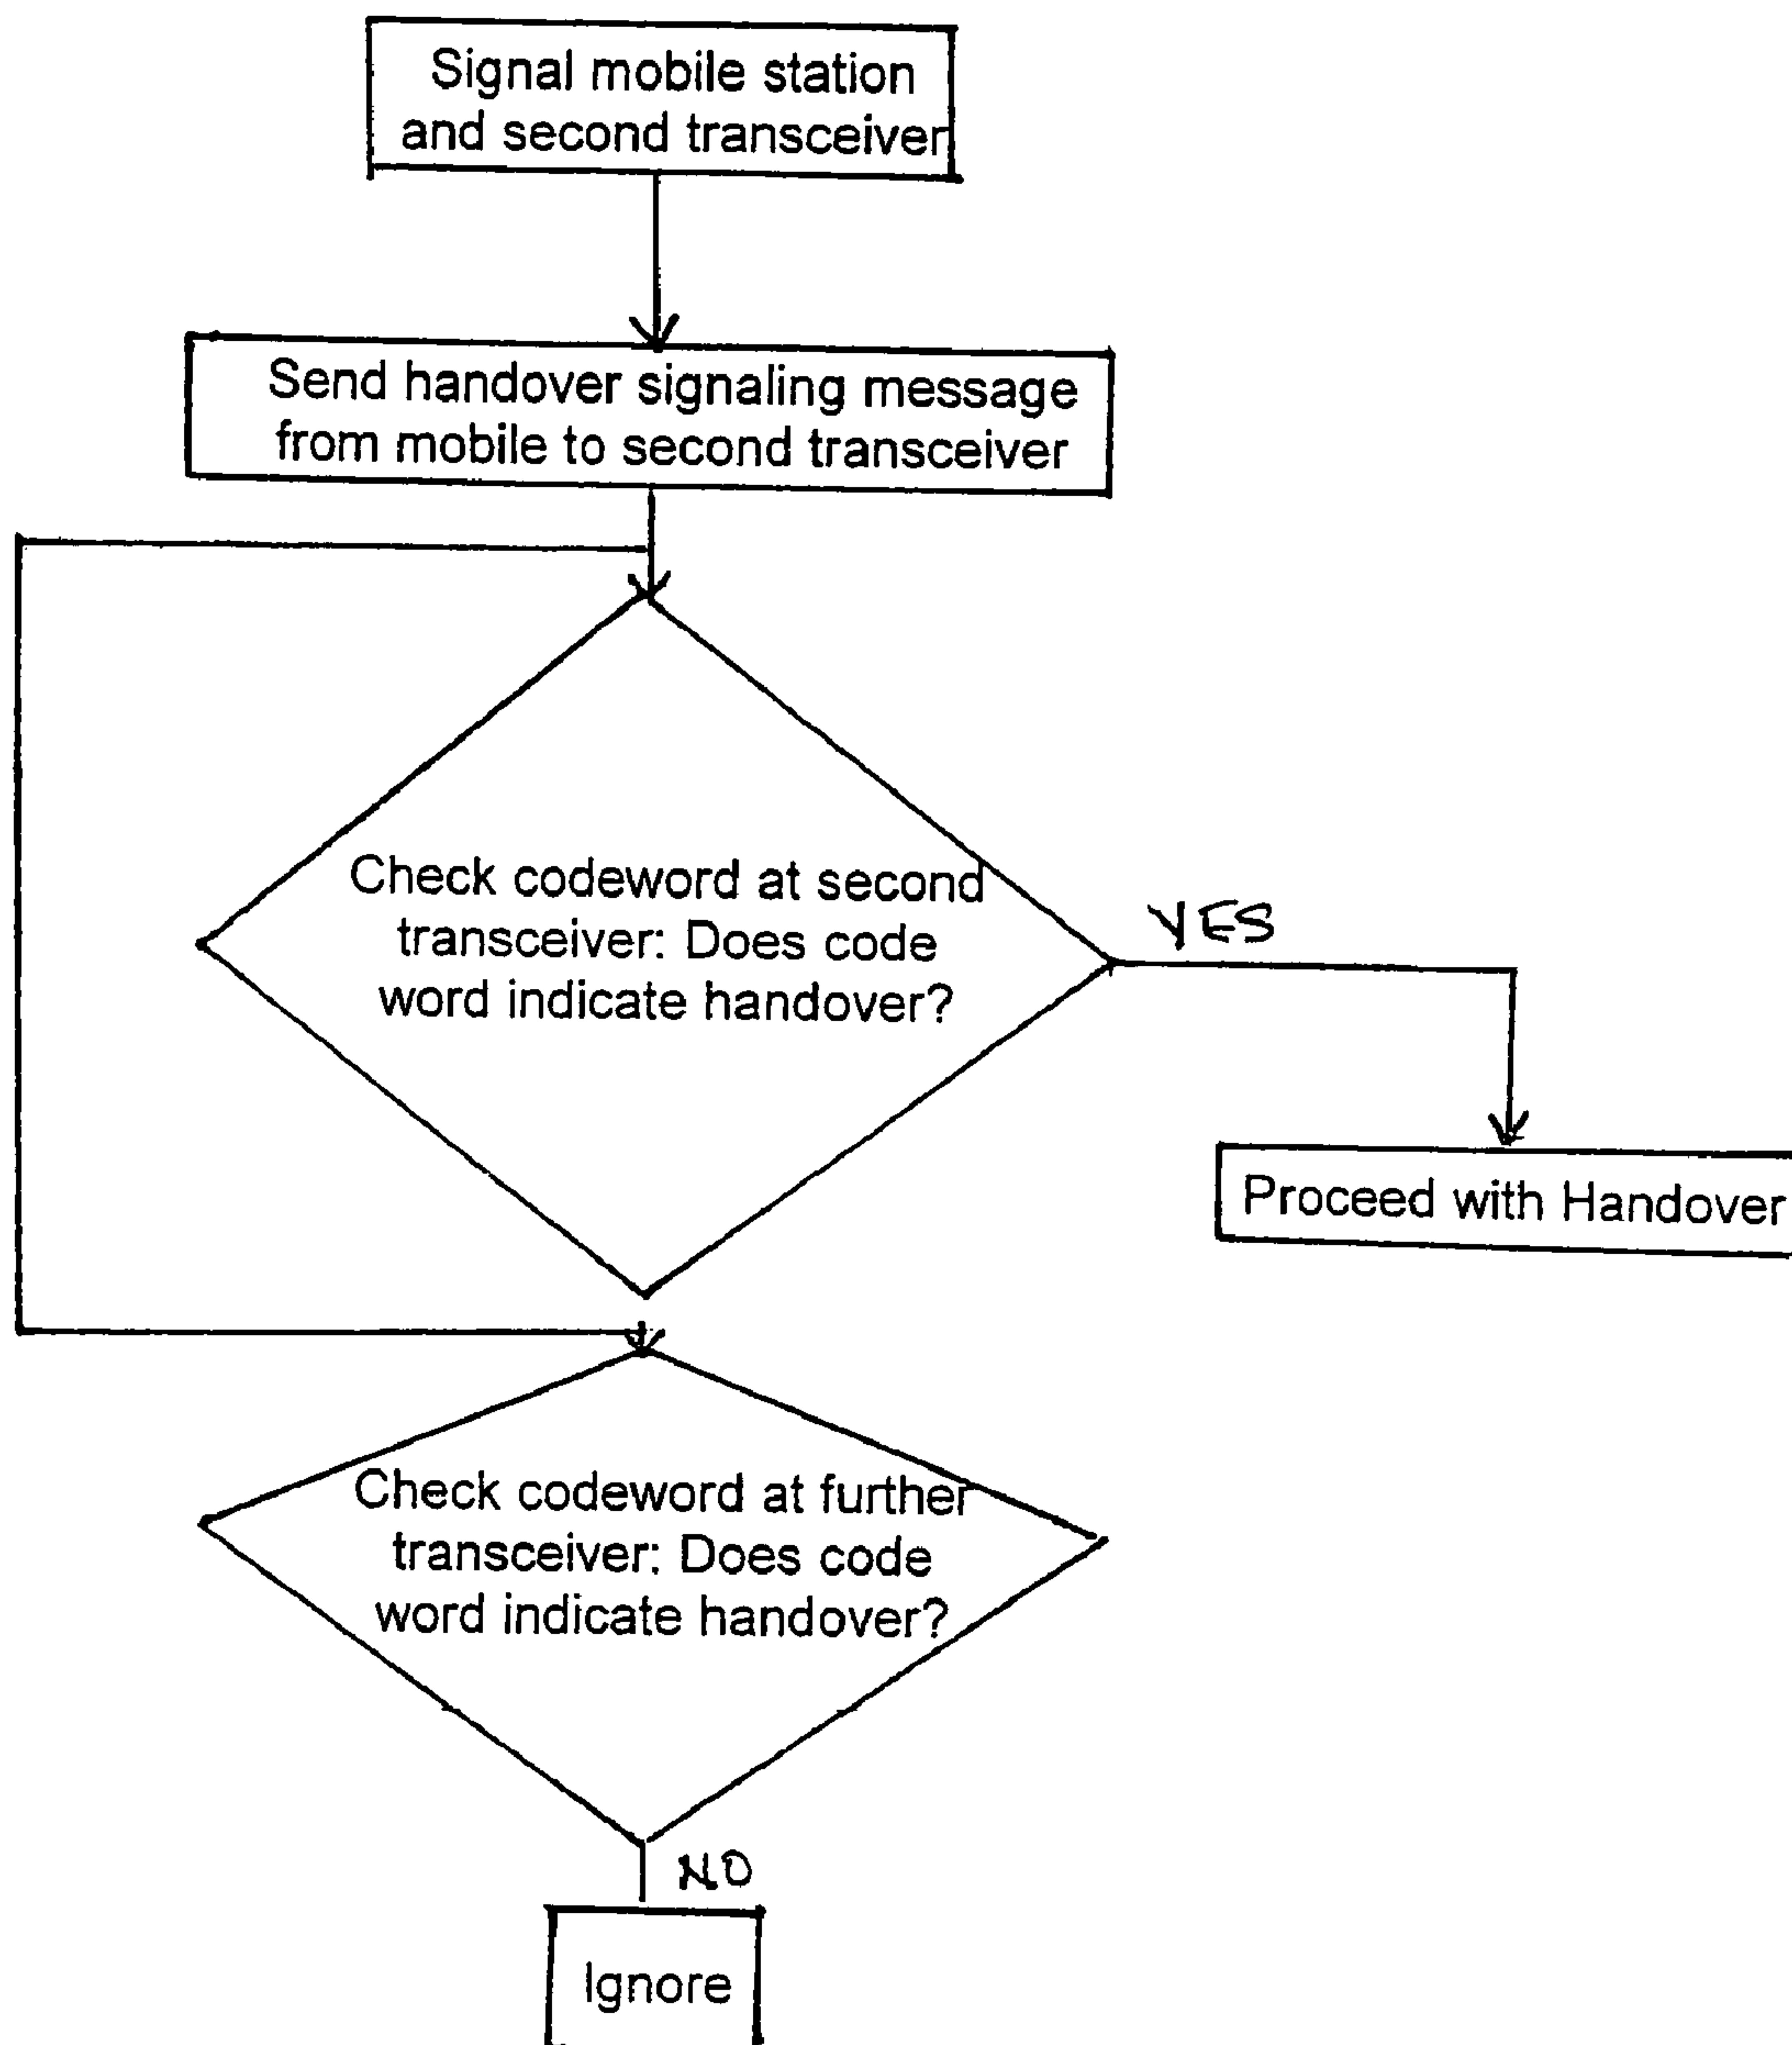 Signal mobile station
and second transceiver
Send handover signaling message
from mobile to second transceiver
Check codeword at second
transceiver: Does code
word indicate handover?
YES
Proceed with Handover
Check codeword at further
transceiver: Does code
word indicate handover?
NO
Ignore